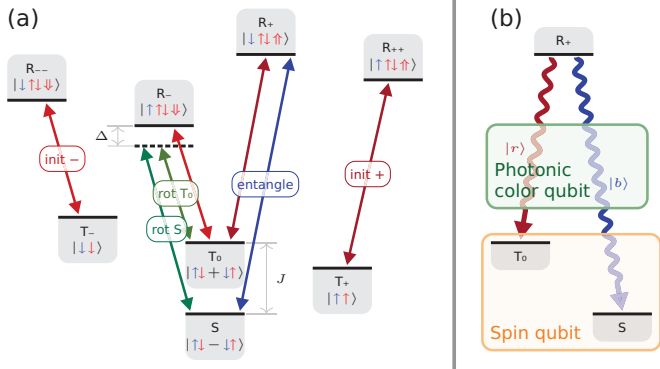 (a)
R₊
|↓↑↓⇑⟩
R₊₊
|↑↑↓⇑⟩
R₋₋
|↓↑↓⇓⟩
R₋
|↑↑↓⇓⟩
Δ
init −
rot T₀
entangle
init +
rot S
T₋
|↓↓⟩
T₀
|↑↓+↓↑⟩
J
T₊
|↑↑⟩
S
|↑↓−↓↑⟩
(b)
R₊
|r⟩
Photonic
color qubit
|b⟩
T₀
S
Spin qubit